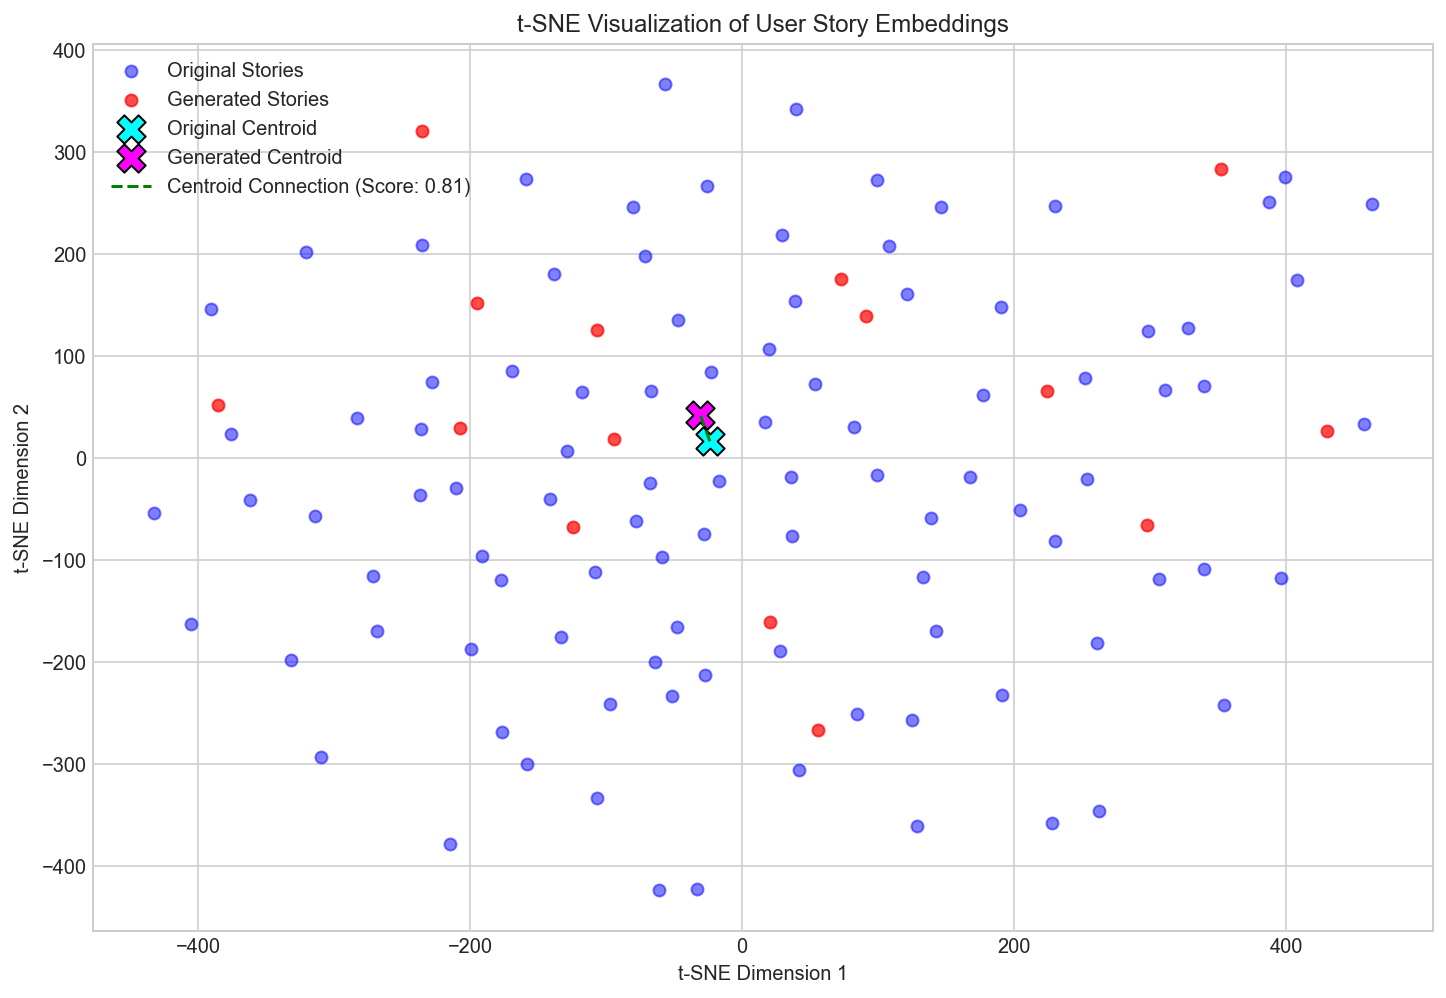 t-SNE Visualization of User Story Embeddings
Original Stories
Generated Stories
Original Centroid
Generated Centroid
Centroid Connection (Score: 0.81)
400
300
200
100
0
−100
−200
−300
−400
t-SNE Dimension 2
−400
−200
0
200
400
t-SNE Dimension 1